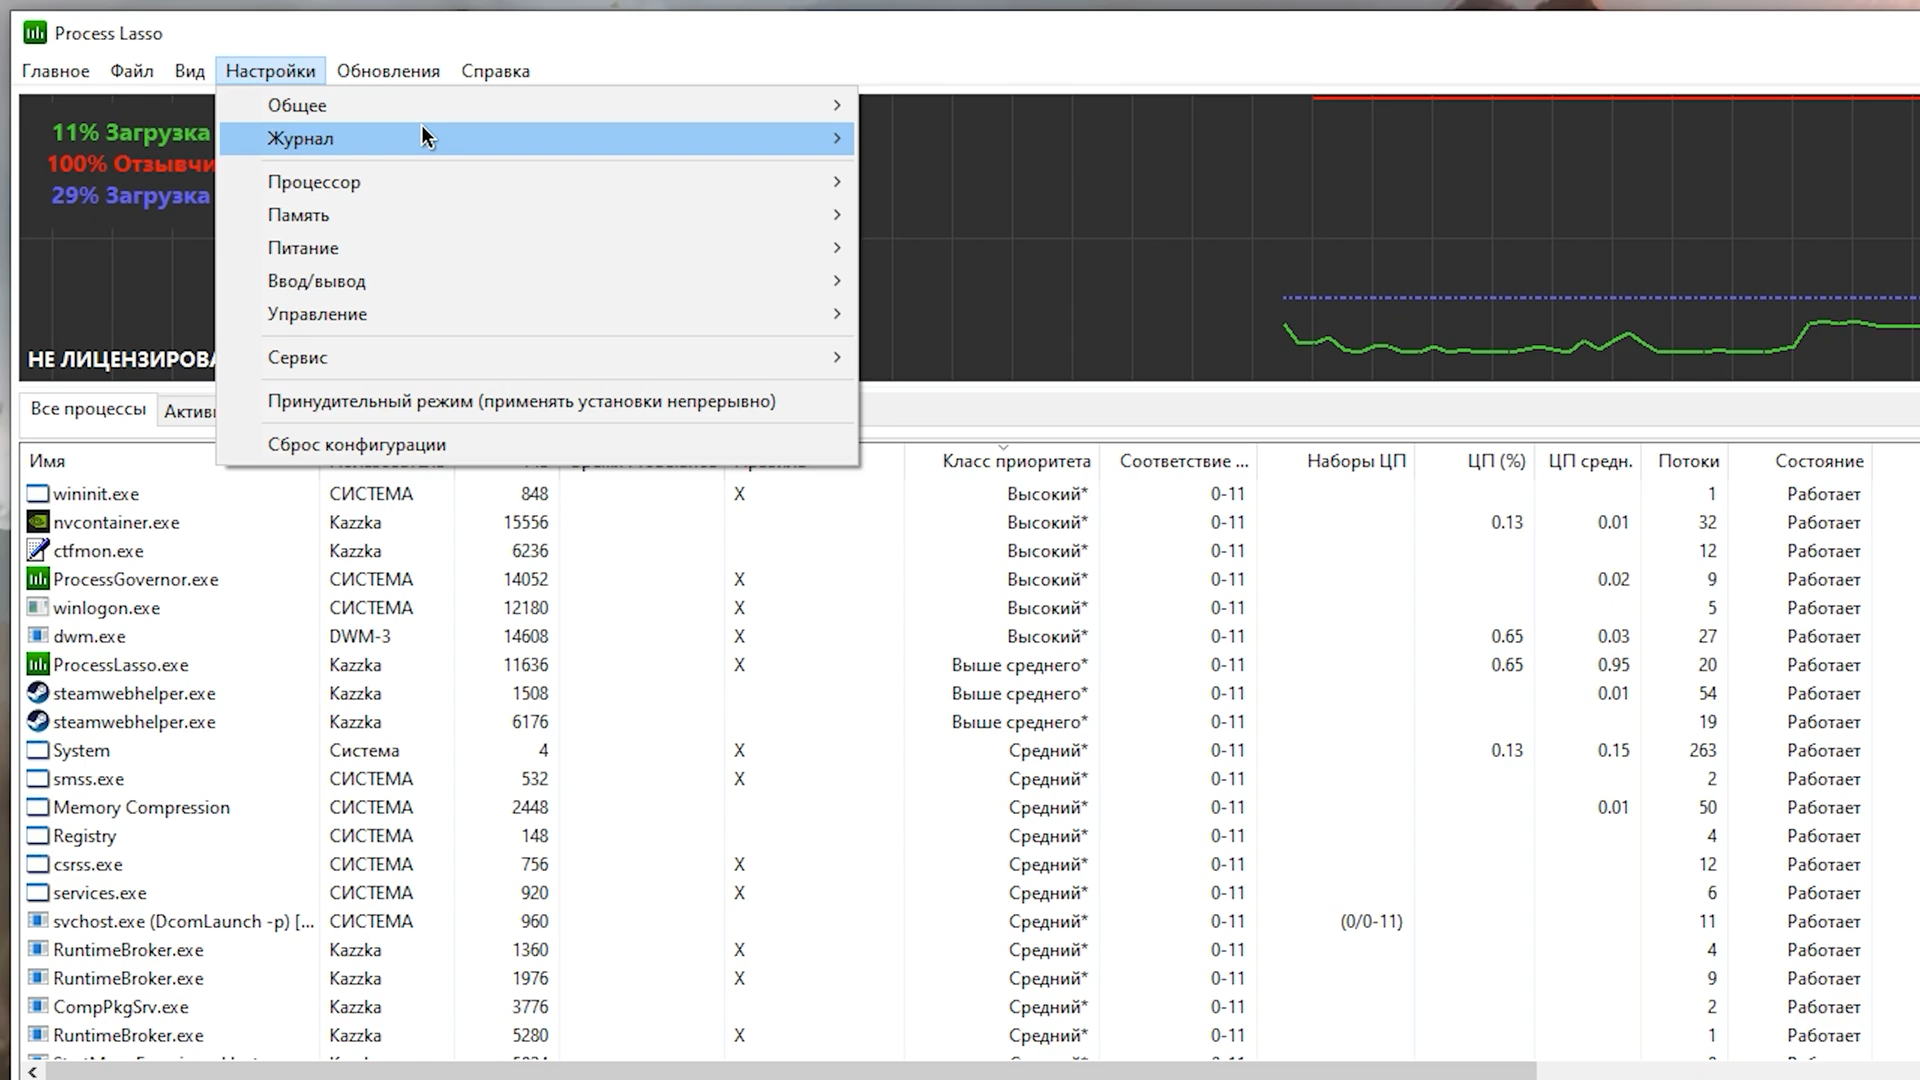 Process Lasso
Главное Файл Вид Настройки Обновления Справка
11% Загрузка
100% Отзывчи
29% Загрузка
НЕ ЛИЦЕНЗИРОВА
Общее
Журнал
Процессор
Память
Питание
Ввод/вывод
Управление
Сервис
Принудительный режим (применять установки непрерывно)
Сброс конфигурации
Все процессы Актив
Имя Класс приоритета Соответствие ... Наборы ЦП ЦП (%) ЦП средн. Потоки Состояние
wininit.exe СИСТЕМА 848 X Высокий* 0-11 1 Работает
nvcontainer.exe Kazzka 15556 Высокий* 0-11 0.13 0.01 32 Работает
ctfmon.exe Kazzka 6236 Высокий* 0-11 12 Работает
ProcessGovernor.exe СИСТЕМА 14052 X Высокий* 0-11 0.02 9 Работает
winlogon.exe СИСТЕМА 12180 X Высокий* 0-11 5 Работает
dwm.exe DWM-3 14608 X Высокий* 0-11 0.65 0.03 27 Работает
ProcessLasso.exe Kazzka 11636 X Выше среднего* 0-11 0.65 0.95 20 Работает
steamwebhelper.exe Kazzka 1508 Выше среднего* 0-11 0.01 54 Работает
steamwebhelper.exe Kazzka 6176 Выше среднего* 0-11 19 Работает
System Система 4 X Средний* 0-11 0.13 0.15 263 Работает
smss.exe СИСТЕМА 532 X Средний* 0-11 2 Работает
Memory Compression СИСТЕМА 2448 Средний* 0-11 0.01 50 Работает
Registry СИСТЕМА 148 Средний* 0-11 4 Работает
csrss.exe СИСТЕМА 756 X Средний* 0-11 12 Работает
services.exe СИСТЕМА 920 X Средний* 0-11 6 Работает
svchost.exe (DcomLaunch -p) [... СИСТЕМА 960 Средний* 0-11 (0/0-11) 11 Работает
RuntimeBroker.exe Kazzka 1360 X Средний* 0-11 4 Работает
RuntimeBroker.exe Kazzka 1976 X Средний* 0-11 9 Работает
CompPkgSrv.exe Kazzka 3776 Средний* 0-11 2 Работает
RuntimeBroker.exe Kazzka 5280 X Средний* 0-11 1 Работает